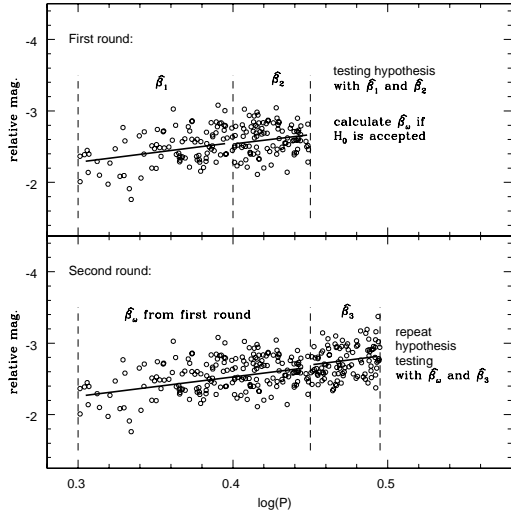 First round:
β̂₁
β̂₂
testing hypothesis
with β̂₁ and β̂₂
calculate β̂ω if
H₀ is accepted
relative mag.
-4
-3
-2
Second round:
β̂ω from first round
β̂₃
repeat
hypothesis
testing
with β̂ω and β̂₃
relative mag.
-4
-3
-2
0.3
0.4
0.5
log(P)